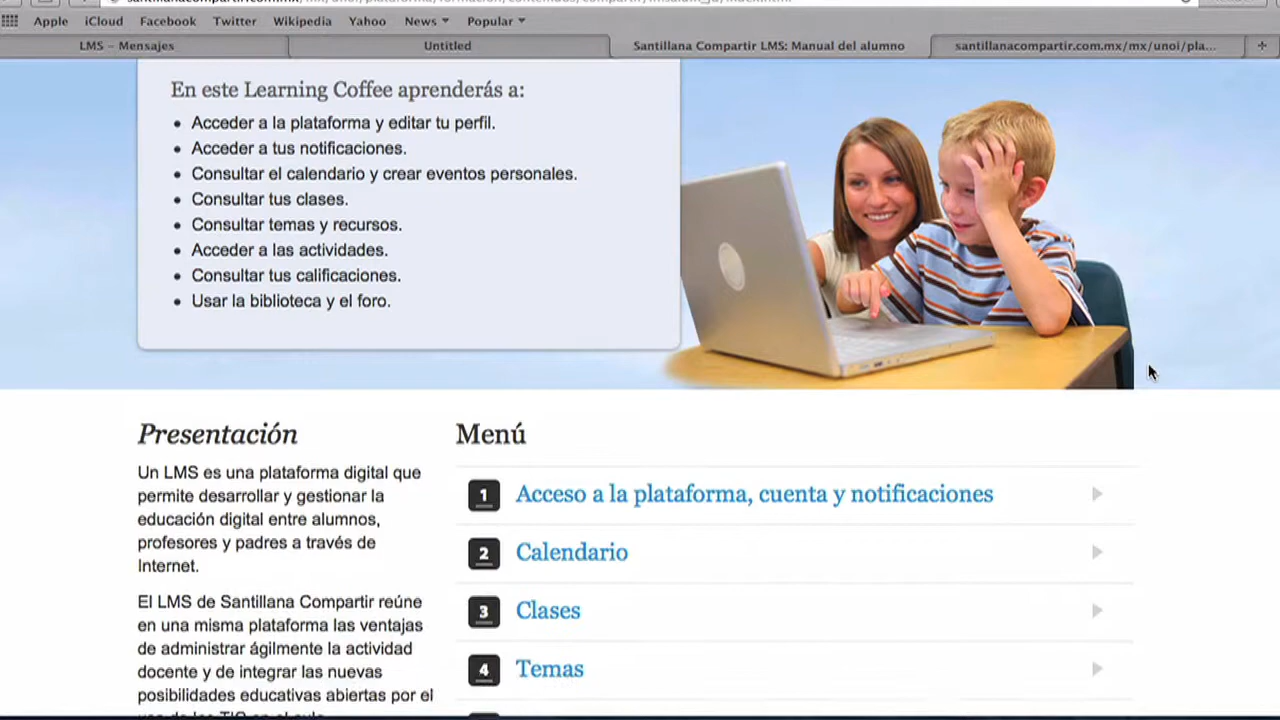 Apple iCloud Facebook Twitter Wikipedia Yahoo News Popular
LMS – Mensajes Untitled Santillana Compartir LMS: Manual del alumno santillanacompartir.com.mx/mx/unoi/pla...
En este Learning Coffee aprenderás a:
Acceder a la plataforma y editar tu perfil.
Acceder a tus notificaciones.
Consultar el calendario y crear eventos personales.
Consultar tus clases.
Consultar temas y recursos.
Acceder a las actividades.
Consultar tus calificaciones.
Usar la biblioteca y el foro.
Presentación
Un LMS es una plataforma digital que
permite desarrollar y gestionar la
educación digital entre alumnos,
profesores y padres a través de
Internet.
El LMS de Santillana Compartir reúne
en una misma plataforma las ventajas
de administrar ágilmente la actividad
docente y de integrar las nuevas
posibilidades educativas abiertas por el
Menú
1 Acceso a la plataforma, cuenta y notificaciones
2 Calendario
3 Clases
4 Temas